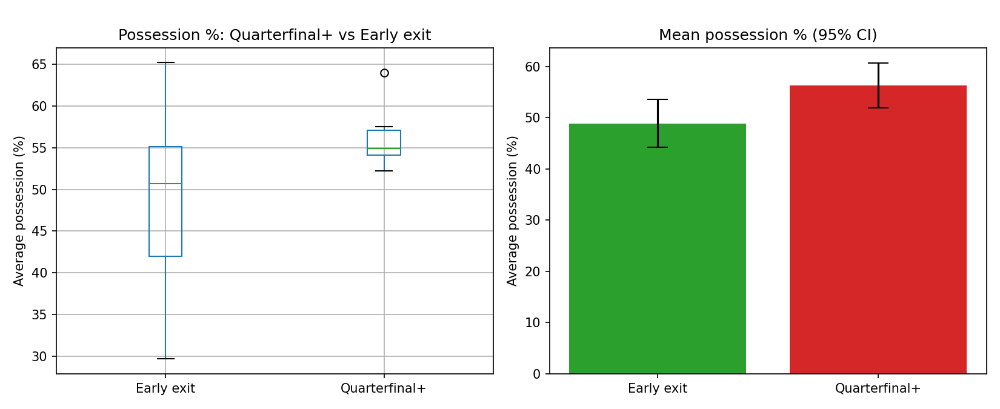 Possession %: Quarterfinal+ vs Early exit
Average possession (%)
65
60
55
50
45
40
35
30
Early exit
Quarterfinal+
Mean possession % (95% CI)
Average possession (%)
60
50
40
30
20
10
0
Early exit
Quarterfinal+